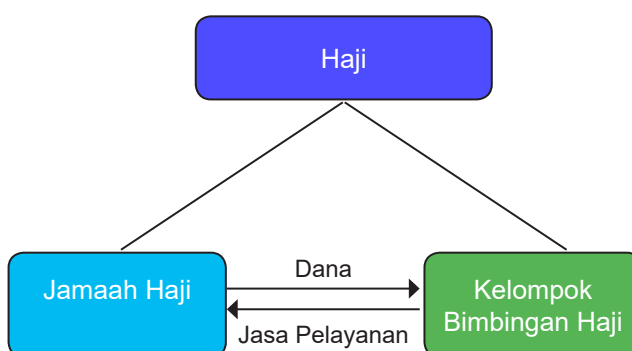 Haji
Jamaah Haji
Dana
Jasa Pelayanan
Kelompok
Bimbingan Haji